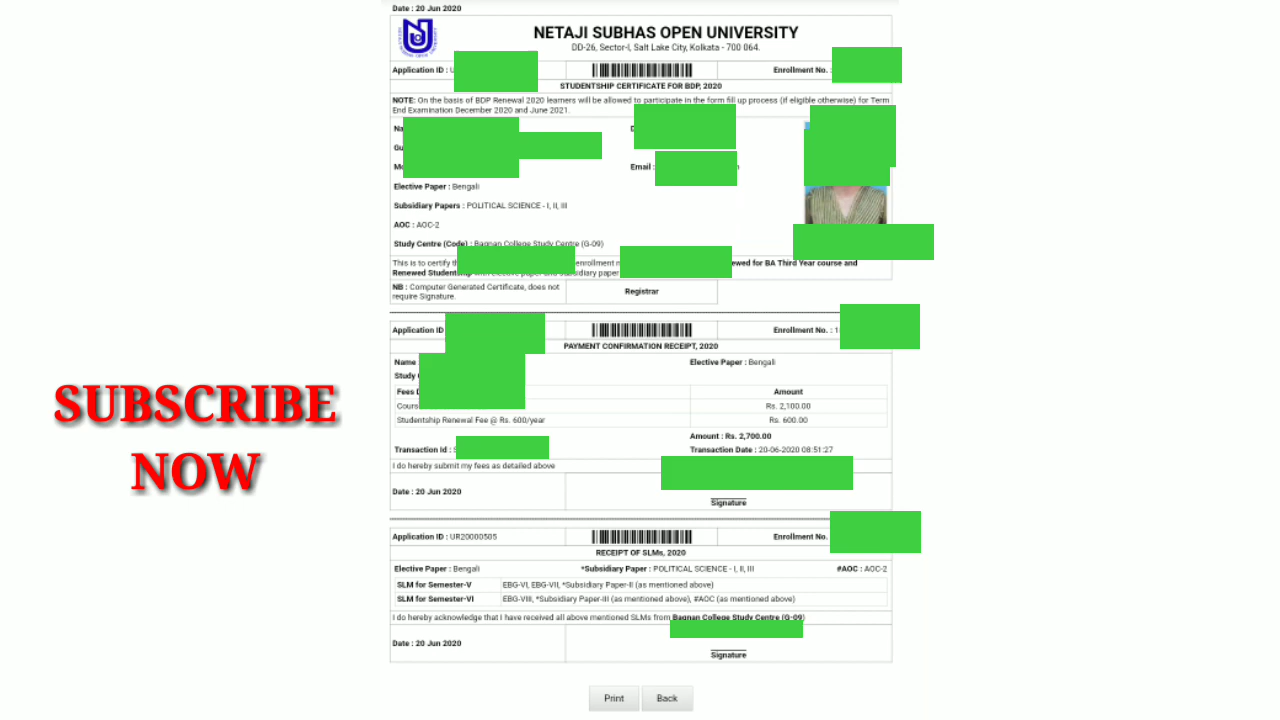 Date : 20 Jun 2020
NETAJI SUBHAS OPEN UNIVERSITY
DD-26, Sector-I, Salt Lake City, Kolkata - 700 064.
Application ID : Enrollment No. :
STUDENTSHIP CERTIFICATE FOR BDP, 2020
NOTE: On the basis of BDP Renewal 2020 learners will be allowed to participate in the form fill up process (if eligible otherwise) for Term
End Examination December 2020 and June 2021.
Email :
Elective Paper : Bengali
Subsidiary Papers : POLITICAL SCIENCE - I, II, III
AOC : AOC-2
Study Centre (Code) : Bagnan College Study Centre (G-09)
This is to certify enrollment for BA Third Year course and
Renewed elective paper and paper
NB : Computer Generated Certificate, does not
require Signature.
Registrar
Application ID Enrollment No. :
PAYMENT CONFIRMATION RECEIPT, 2020
Name Elective Paper : Bengali
Study
Fees Amount
Rs. 2,100.00
Studentship Renewal Fee @ Rs. 600/year Rs. 600.00
Amount : Rs. 2,700.00
Transaction Id : Transaction Date : 20-06-2020 08:51:27
I do hereby submit my fees as detailed above
Date : 20 Jun 2020
Signature
SUBSCRIBE
NOW
Application ID : UR20000505 Enrollment No.
RECEIPT OF SLMs, 2020
Elective Paper : Bengali *Subsidiary Paper : POLITICAL SCIENCE - I, II, III #AOC : AOC-2
SLM for Semester-V EBG-VI, EBG-VII, *Subsidiary Paper-II (as mentioned above)
SLM for Semester-VI EBG-VIII, *Subsidiary Paper-III (as mentioned above), #AOC (as mentioned above)
I do hereby acknowledge that I have received all above mentioned SLMs from Bagnan College Study Centre (G-09)
Date : 20 Jun 2020
Signature
Print Back